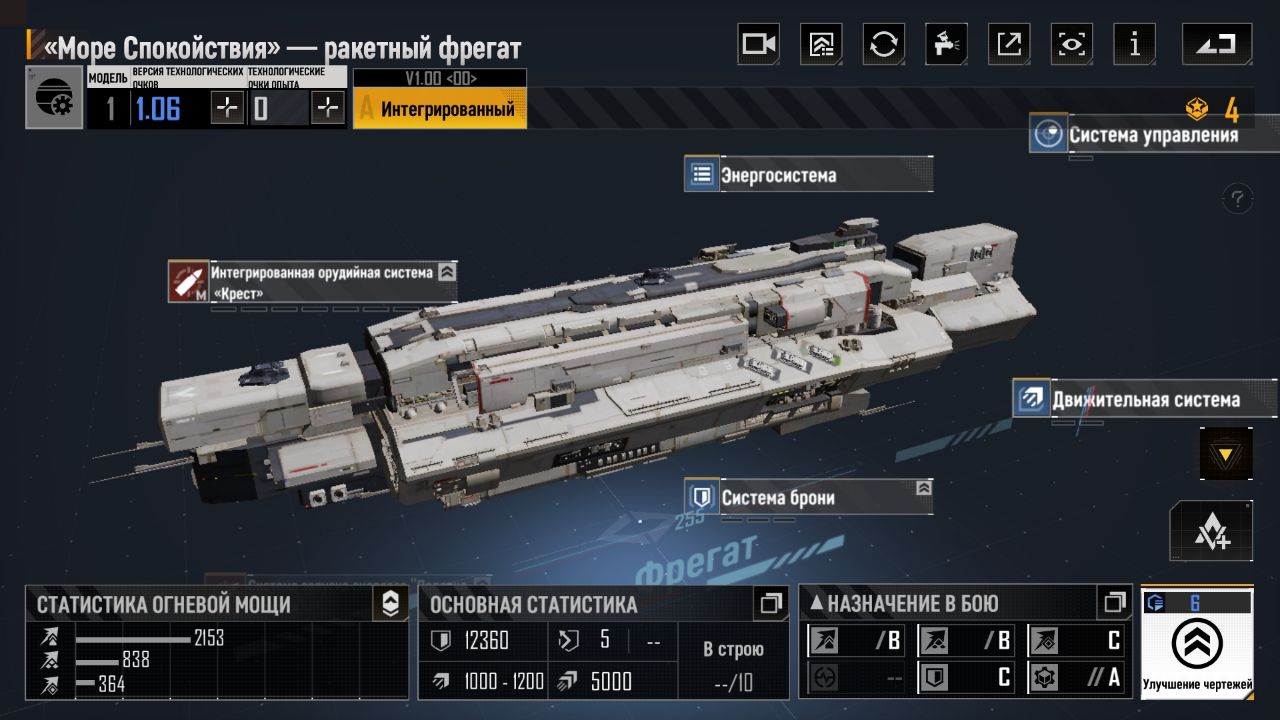 «Море Спокойствия» — ракетный фрегат
МОДЕЛЬ
1
ВЕРСИЯ ТЕХНОЛОГИЧЕСКИХ
ОЧКОВ
1.06
ТЕХНОЛОГИЧЕСКИЕ
ОЧКИ ОПЫТА
0
V1.00 <00>
A Интегрированный
4
Система управления
Энергосистема
?
Интегрированная орудийная система
«Крест»
M
Движительная система
Система брони
255
Фрегат
СТАТИСТИКА ОГНЕВОЙ МОЩИ
2153
838
364
ОСНОВНАЯ СТАТИСТИКА
12360
5
--
1000 - 1200
5000
В строю
--/10
НАЗНАЧЕНИЕ В БОЮ
/B
/B
C
--
C
//A
6
Улучшение чертежей